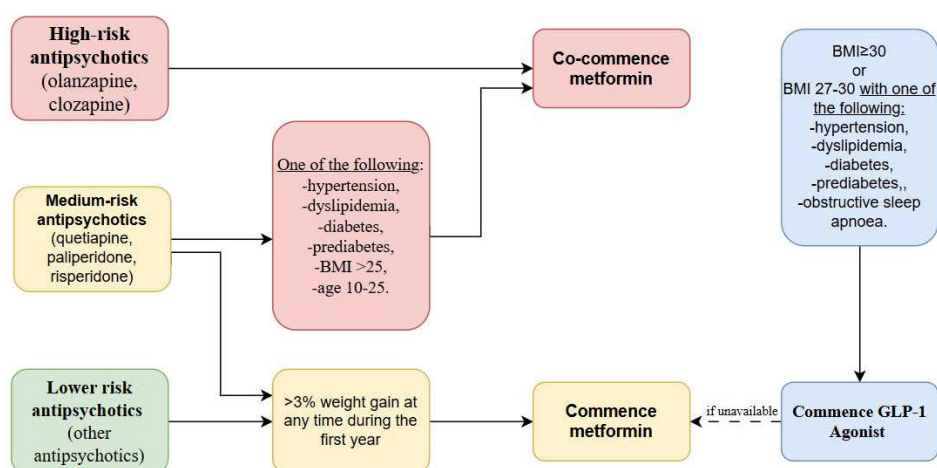 High-risk
antipsychotics
(olanzapine,
clozapine)
Co-commence
metformin
BMI≥30
or
BMI 27-30 with one of
the following:
-hypertension,
-dyslipidemia,
-diabetes,
-prediabetes,,
-obstructive sleep
apnoea.
One of the following:
-hypertension,
-dyslipidemia,
-diabetes,
-prediabetes,
-BMI >25,
-age 10-25.
Medium-risk
antipsychotics
(quetiapine,
paliperidone,
risperidone)
Lower risk
antipsychotics
(other
antipsychotics)
>3% weight gain at
any time during the
first year
Commence
metformin
if unavailable
Commence GLP-1
Agonist